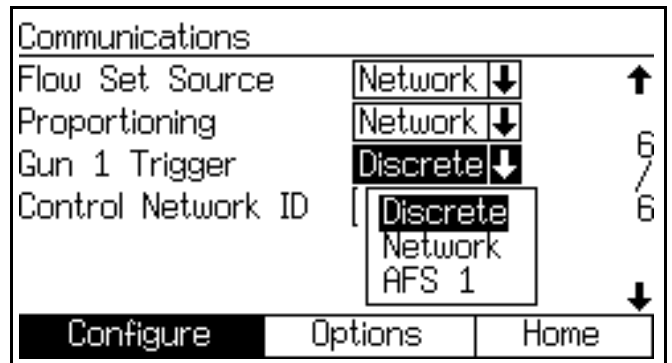 Communications
Flow Set Source Network
Proportioning Network
Gun 1 Trigger Discrete
Control Network ID [
Discrete
Network
AFS 1
6
/
6
Configure Options Home